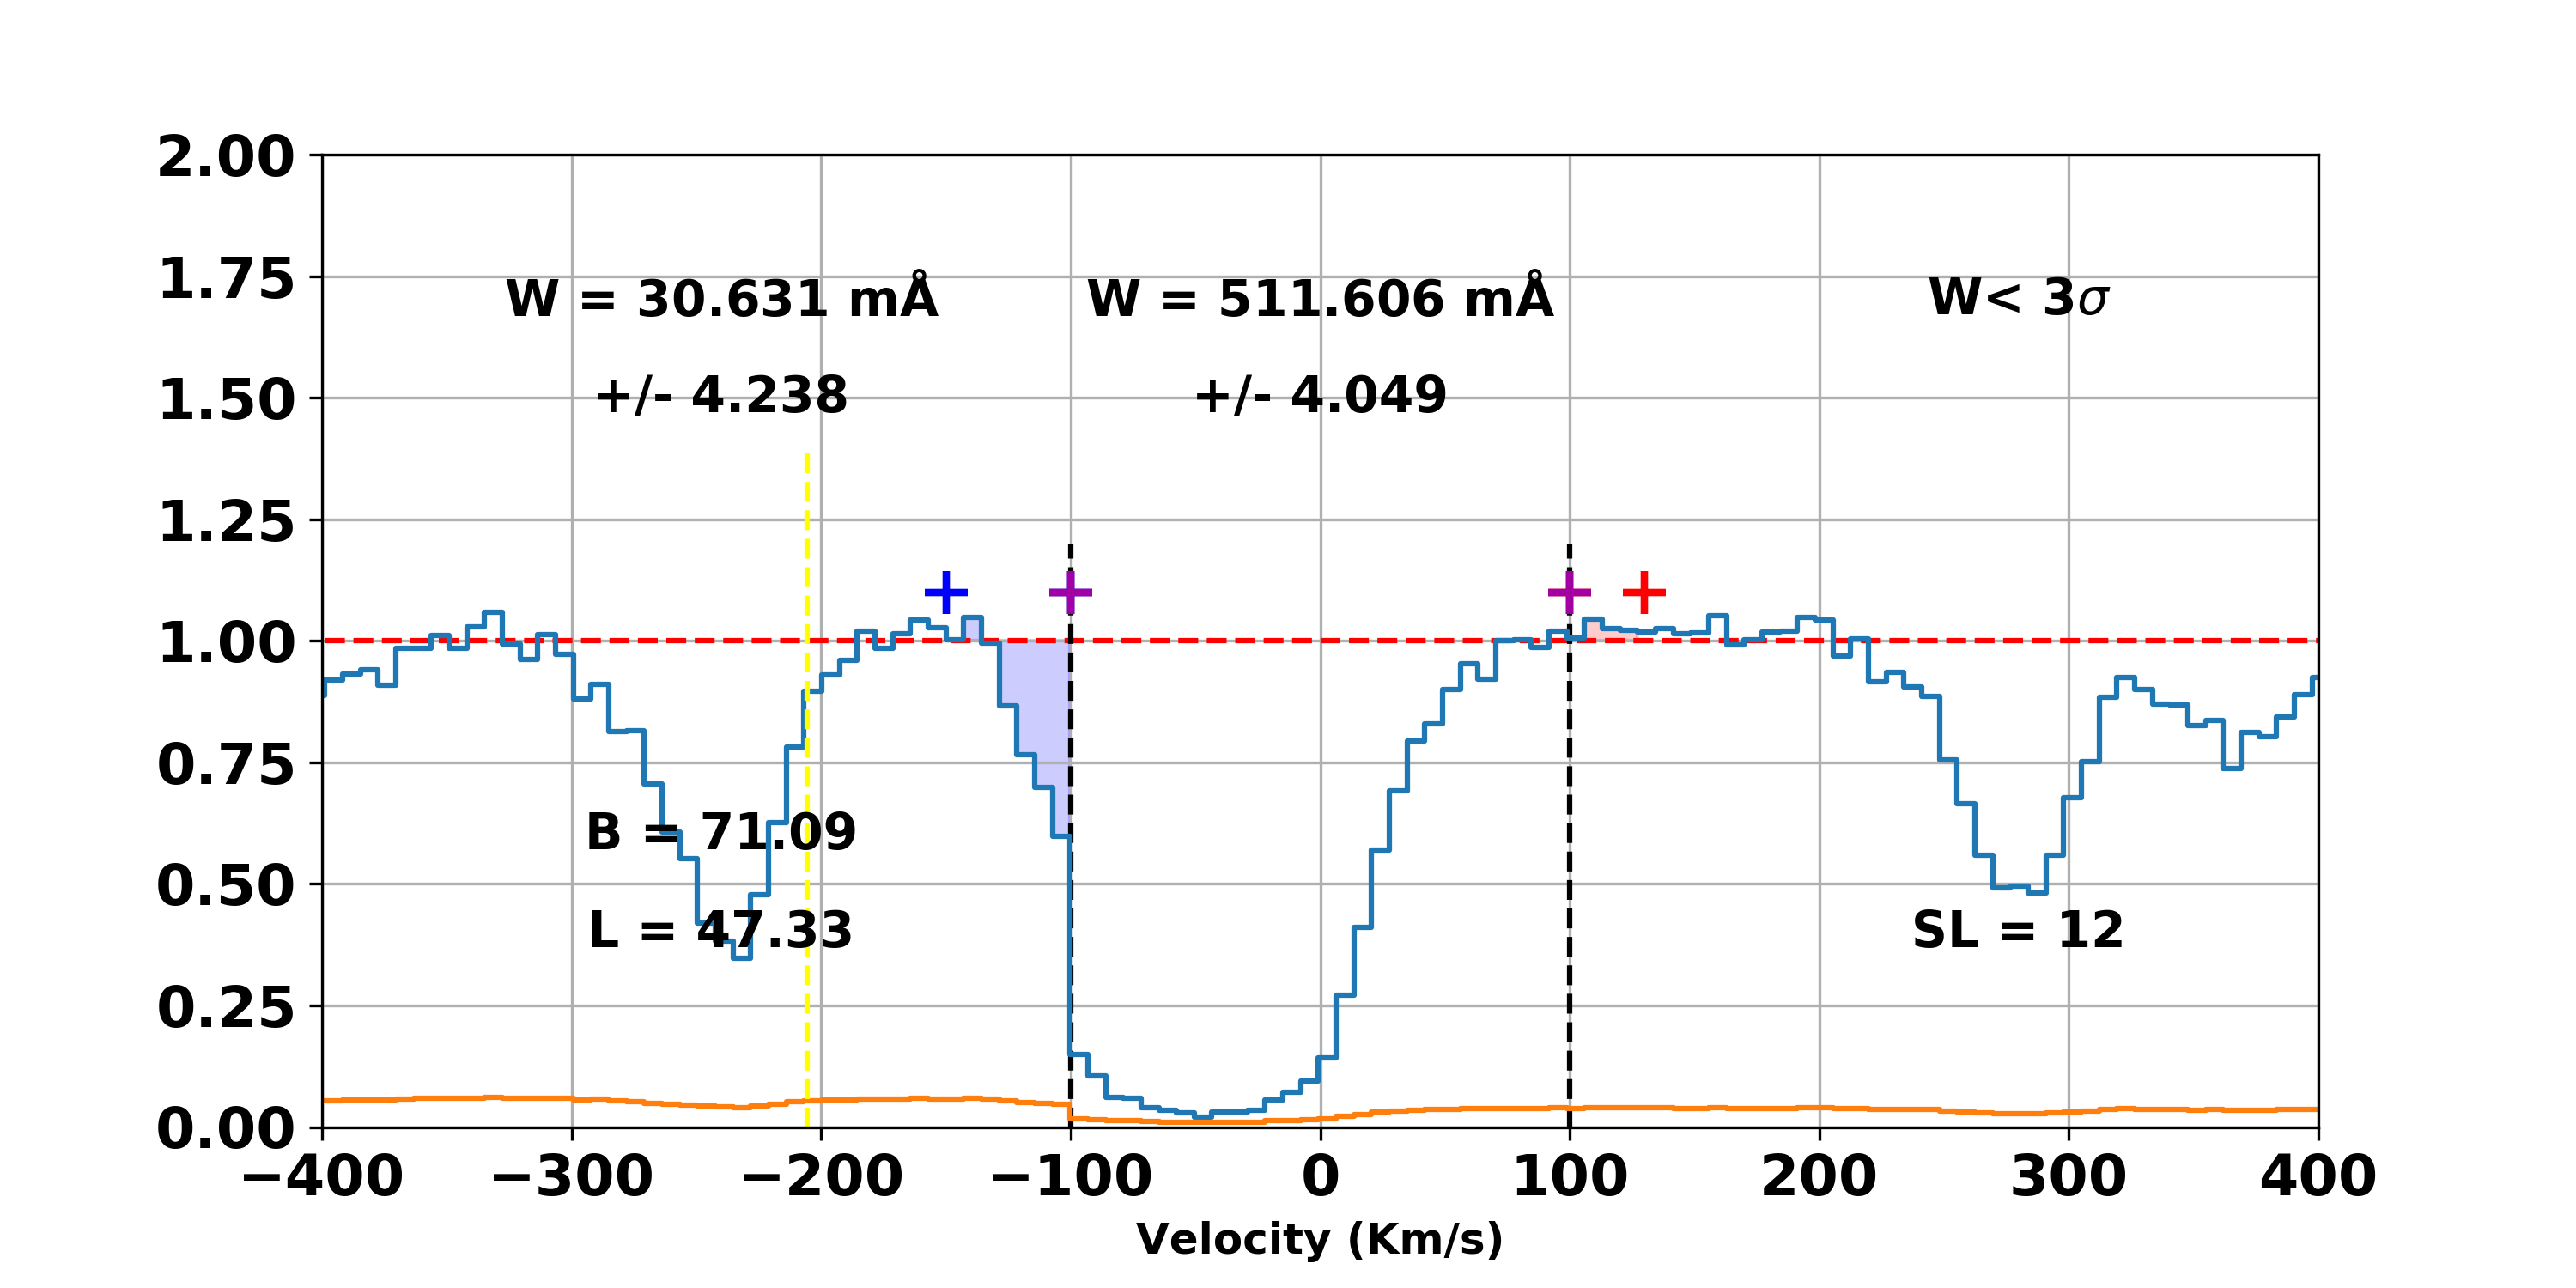 2.00
1.75
1.50
1.25
1.00
0.75
0.50
0.25
0.00
W = 30.631 mÅ
+/- 4.238
W = 511.606 mÅ
+/- 4.049
W< 3σ
B = 71.09
L = 47.33
SL = 12
−400 −300 −200 −100 0 100 200 300 400
Velocity (Km/s)